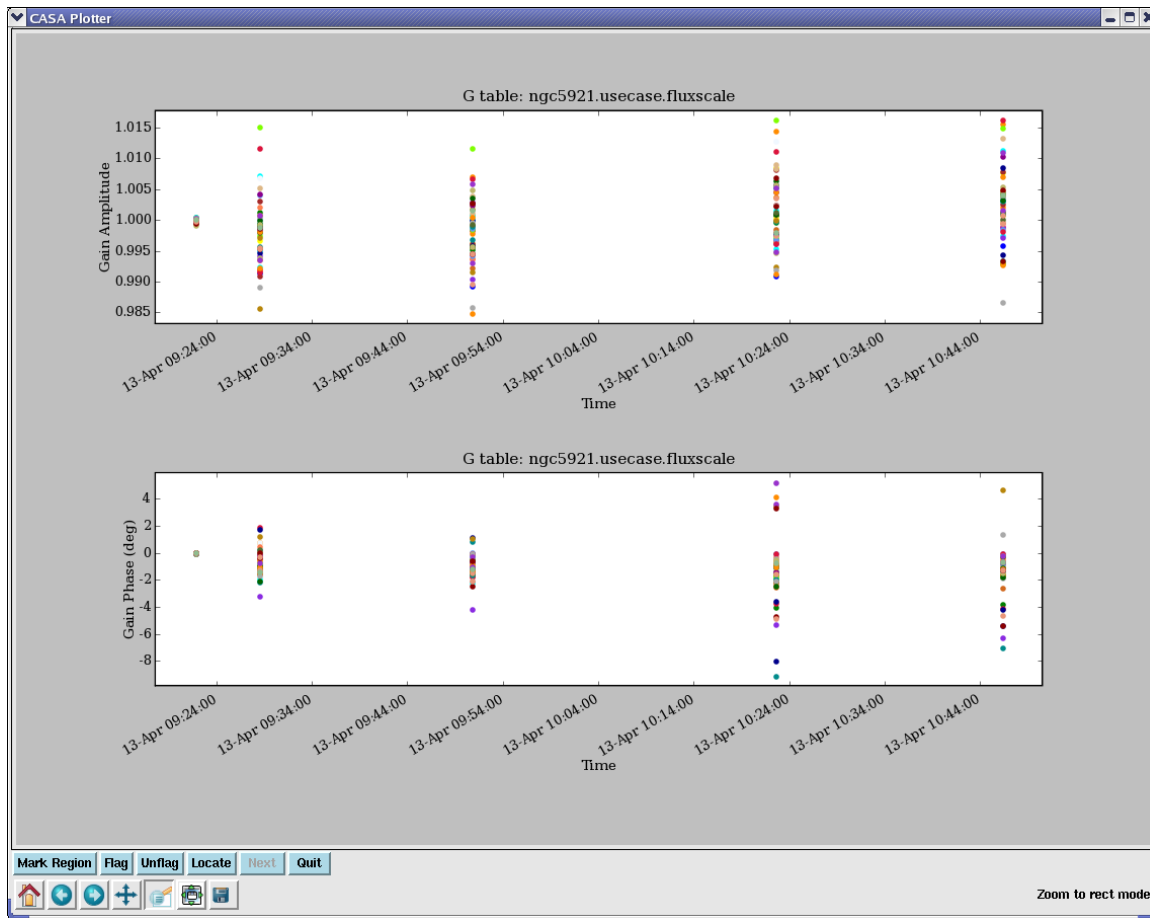 CASA Plotter
G table: ngc5921.usecase.fluxscale
Gain Amplitude
1.015
1.010
1.005
1.000
0.995
0.990
0.985
13-Apr 09:24:00
13-Apr 09:34:00
13-Apr 09:44:00
13-Apr 09:54:00
13-Apr 10:04:00
13-Apr 10:14:00
13-Apr 10:24:00
13-Apr 10:34:00
13-Apr 10:44:00
Time
G table: ngc5921.usecase.fluxscale
Gain Phase (deg)
4
2
0
-2
-4
-6
-8
13-Apr 09:24:00
13-Apr 09:34:00
13-Apr 09:44:00
13-Apr 09:54:00
13-Apr 10:04:00
13-Apr 10:14:00
13-Apr 10:24:00
13-Apr 10:34:00
13-Apr 10:44:00
Time
Mark Region Flag Unflag Locate Next Quit
Zoom to rect mode